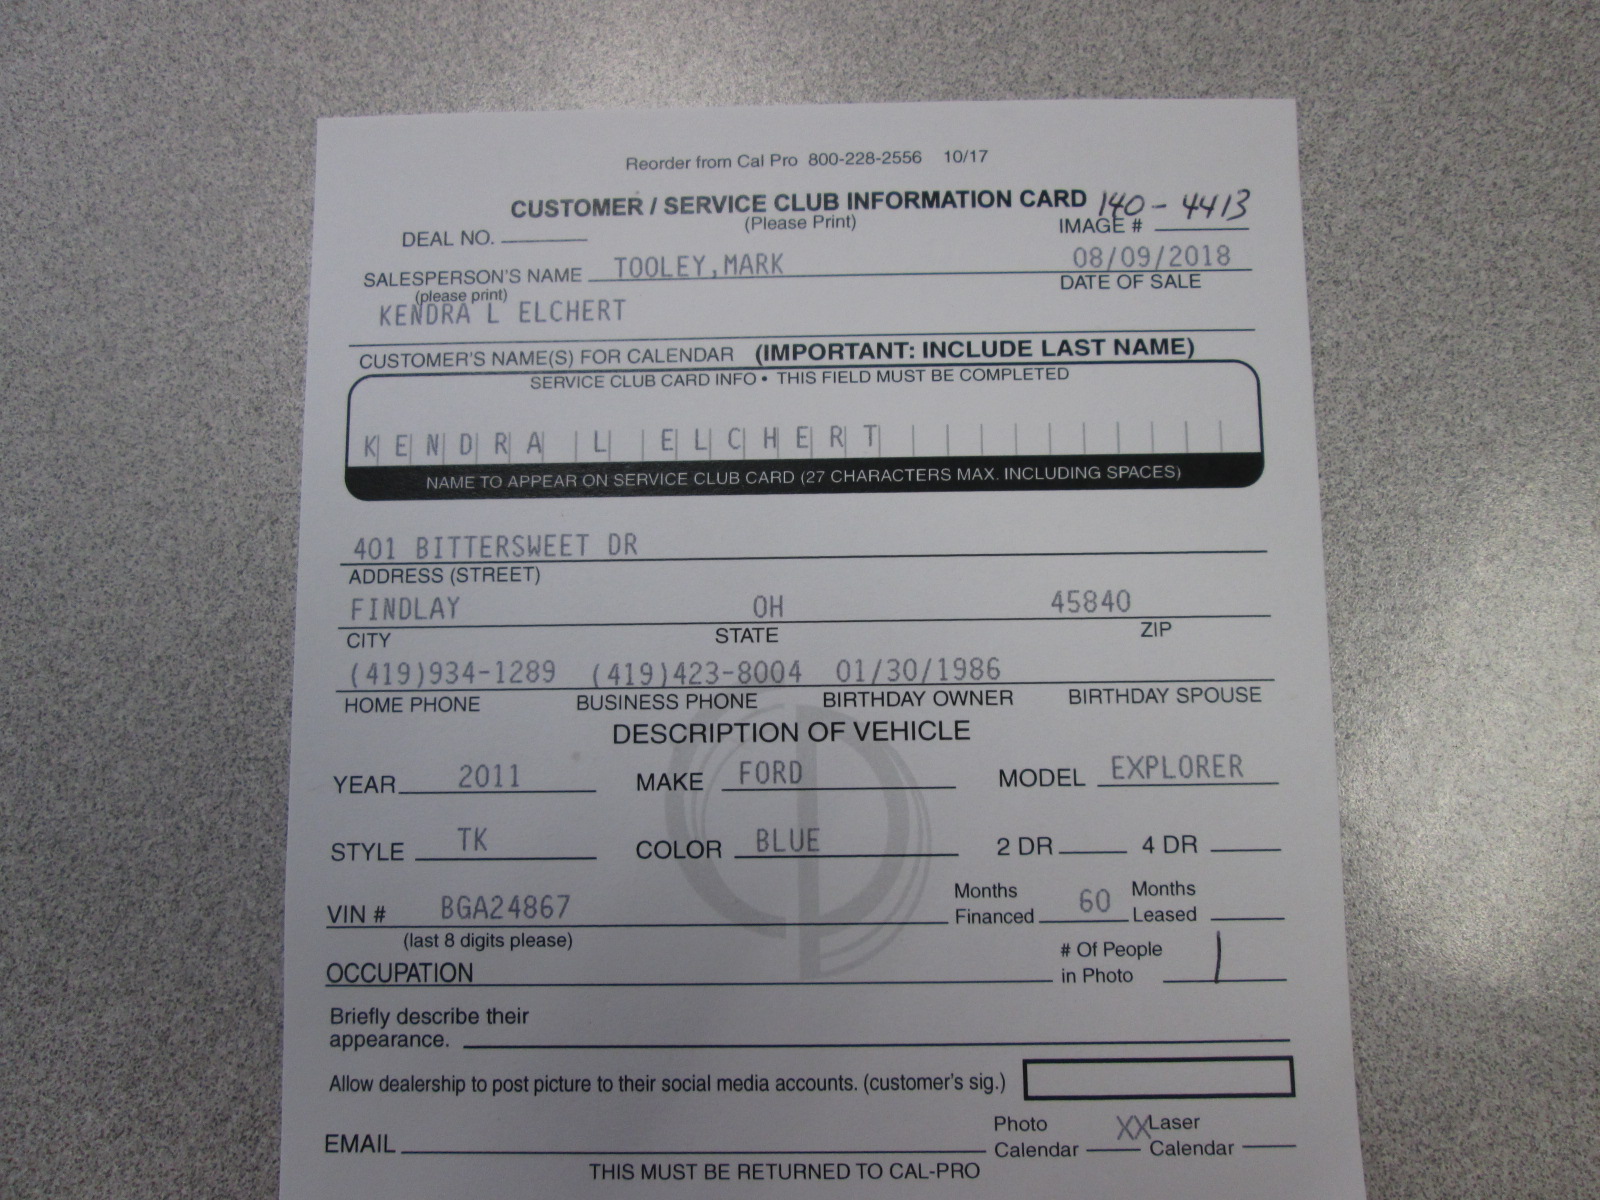 Reorder from Cal Pro 800-228-2556 10/17
CUSTOMER / SERVICE CLUB INFORMATION CARD 140-4413
(Please Print)
DEAL NO. IMAGE #
SALESPERSON'S NAME TOOLEY,MARK 08/09/2018
(please print) DATE OF SALE
KENDRA L ELCHERT
CUSTOMER'S NAME(S) FOR CALENDAR (IMPORTANT: INCLUDE LAST NAME)
SERVICE CLUB CARD INFO • THIS FIELD MUST BE COMPLETED
KENDRA L ELCHERT
NAME TO APPEAR ON SERVICE CLUB CARD (27 CHARACTERS MAX. INCLUDING SPACES)
401 BITTERSWEET DR
ADDRESS (STREET)
FINDLAY OH 45840
CITY STATE ZIP
(419)934-1289 (419)423-8004 01/30/1986
HOME PHONE BUSINESS PHONE BIRTHDAY OWNER BIRTHDAY SPOUSE
DESCRIPTION OF VEHICLE
YEAR 2011 MAKE FORD MODEL EXPLORER
STYLE TK COLOR BLUE 2 DR 4 DR
VIN # BGA24867 Months Financed 60 Months Leased
(last 8 digits please)
OCCUPATION # Of People in Photo 1
Briefly describe their
appearance.
Allow dealership to post picture to their social media accounts. (customer's sig.)
EMAIL Photo Calendar XX Laser Calendar
THIS MUST BE RETURNED TO CAL-PRO